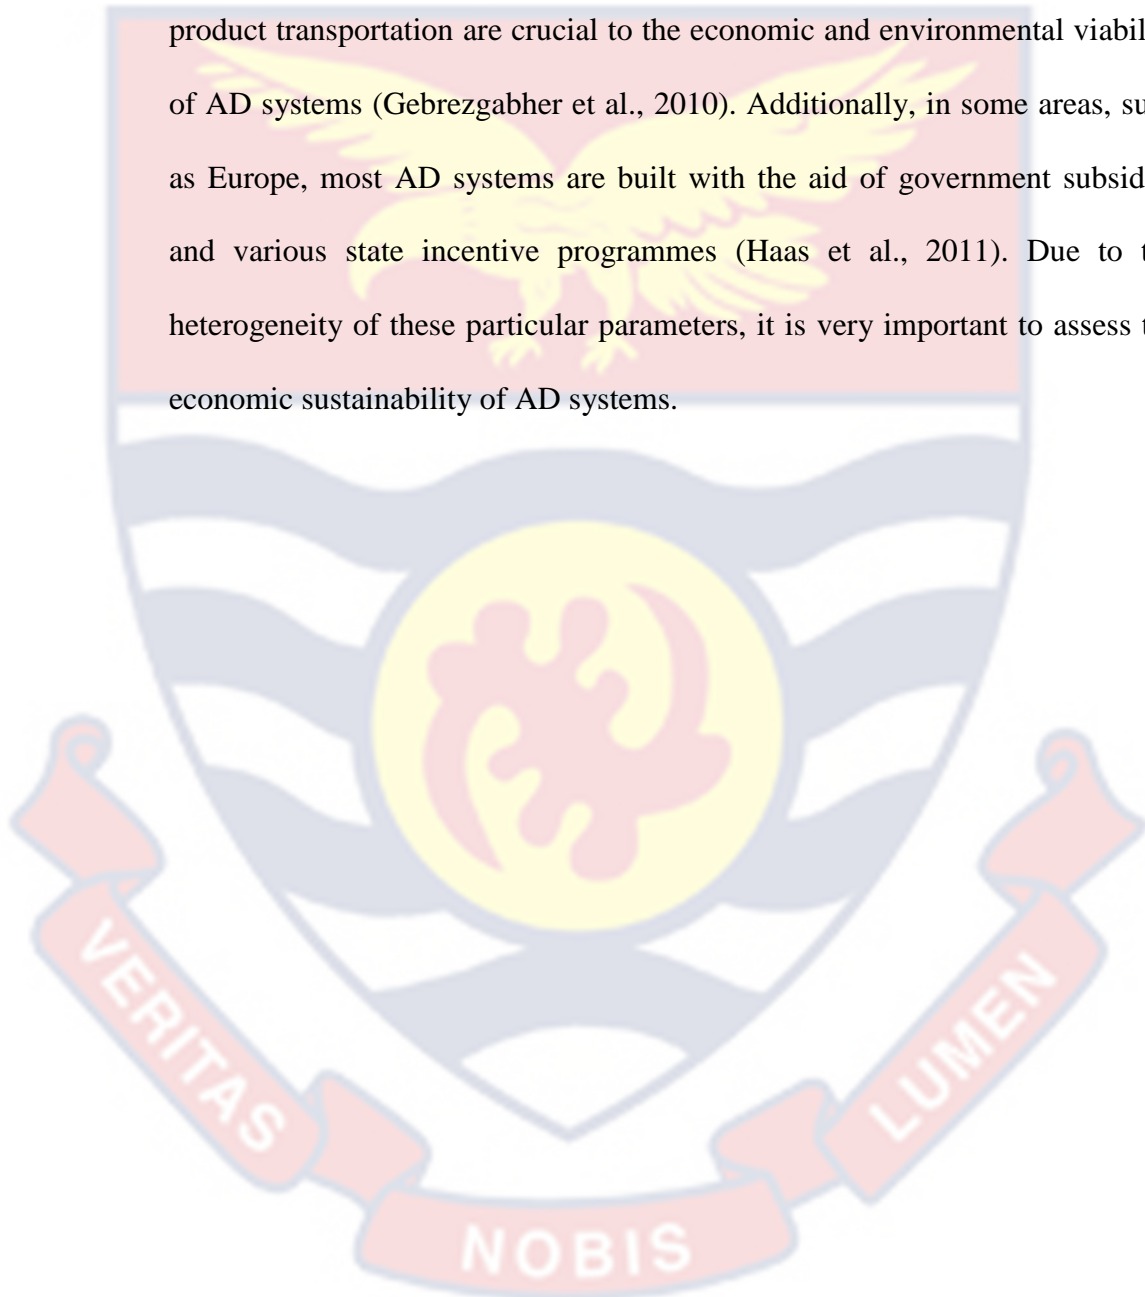 product transportation are crucial to the economic and environmental viabil
of AD systems (Gebrezgabher et al., 2010). Additionally, in some areas, su
as Europe, most AD systems are built with the aid of government subsid
and various state incentive programmes (Haas et al., 2011). Due to t
heterogeneity of these particular parameters, it is very important to assess t
economic sustainability of AD systems.
VERITAS
NOBIS
LUMEN